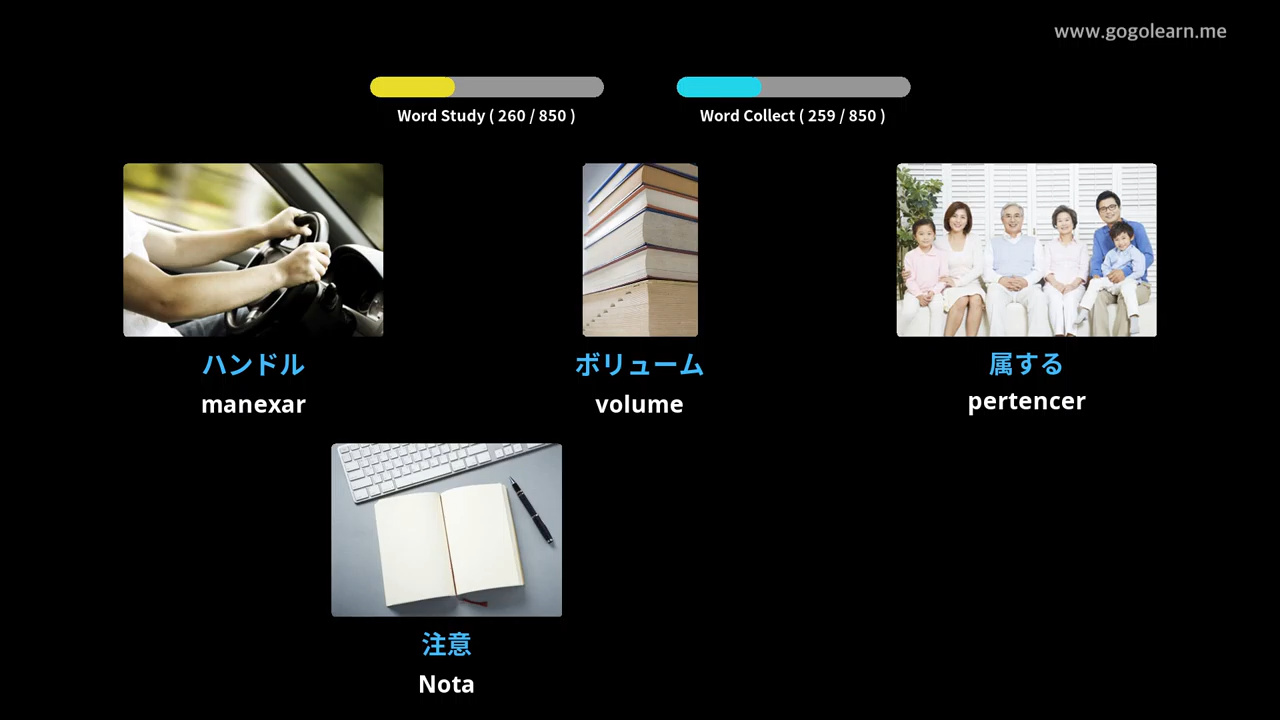 www.gogolearn.me
Word Study ( 260 / 850 )
Word Collect ( 259 / 850 )
ハンドル
manexar
ボリューム
volume
属する
pertencer
注意
Nota